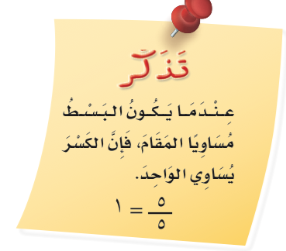 تَذَكَّر
عِنْدَمَا يَكُونُ البَسْطُ
مُسَاوِيًا المَقَامَ، فَإِنَّ الكَسْرَ
يُسَاوِي الوَاحِدَ.
٥/٥ = ١